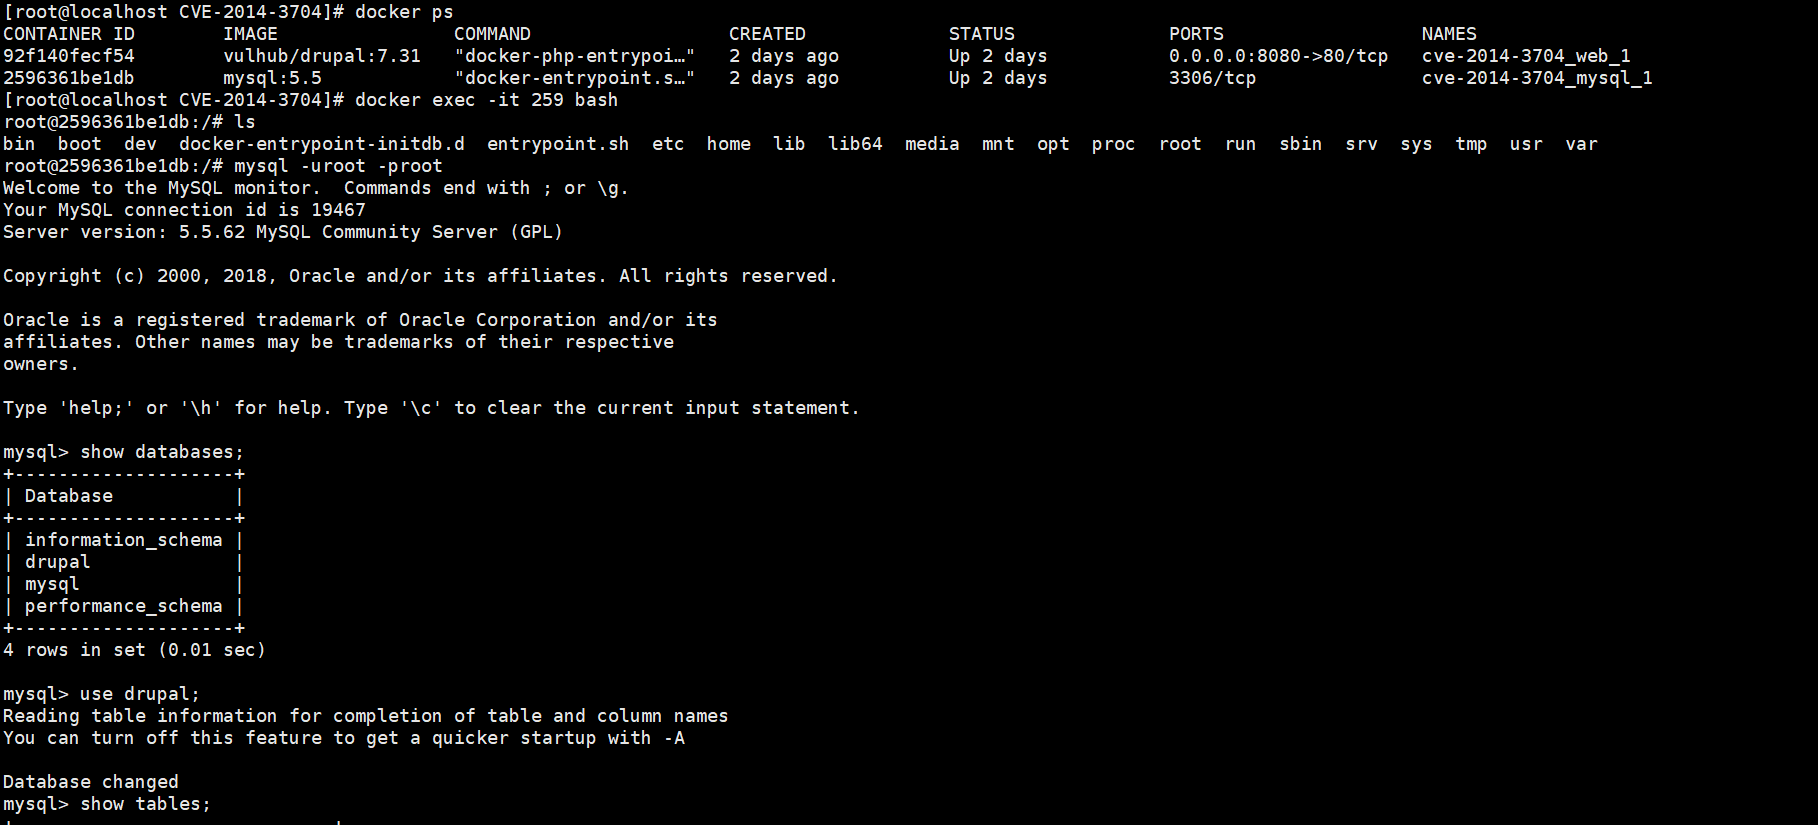 [root@localhost CVE-2014-3704]# docker ps
CONTAINER ID        IMAGE                COMMAND                  CREATED             STATUS              PORTS                  NAMES
92f140fecf54        vulhub/drupal:7.31   "docker-php-entrypoi…"   2 days ago          Up 2 days           0.0.0.0:8080->80/tcp   cve-2014-3704_web_1
2596361be1db        mysql:5.5            "docker-entrypoint.s…"   2 days ago          Up 2 days           3306/tcp               cve-2014-3704_mysql_1
[root@localhost CVE-2014-3704]# docker exec -it 259 bash
root@2596361be1db:/# ls
bin  boot  dev  docker-entrypoint-initdb.d  entrypoint.sh  etc  home  lib  lib64  media  mnt  opt  proc  root  run  sbin  srv  sys  tmp  usr  var
root@2596361be1db:/# mysql -uroot -proot
Welcome to the MySQL monitor.  Commands end with ; or \g.
Your MySQL connection id is 19467
Server version: 5.5.62 MySQL Community Server (GPL)

Copyright (c) 2000, 2018, Oracle and/or its affiliates. All rights reserved.

Oracle is a registered trademark of Oracle Corporation and/or its
affiliates. Other names may be trademarks of their respective
owners.

Type 'help;' or '\h' for help. Type '\c' to clear the current input statement.

mysql> show databases;
+--------------------+
| Database           |
+--------------------+
| information_schema |
| drupal             |
| mysql              |
| performance_schema |
+--------------------+
4 rows in set (0.01 sec)

mysql> use drupal;
Reading table information for completion of table and column names
You can turn off this feature to get a quicker startup with -A

Database changed
mysql> show tables;